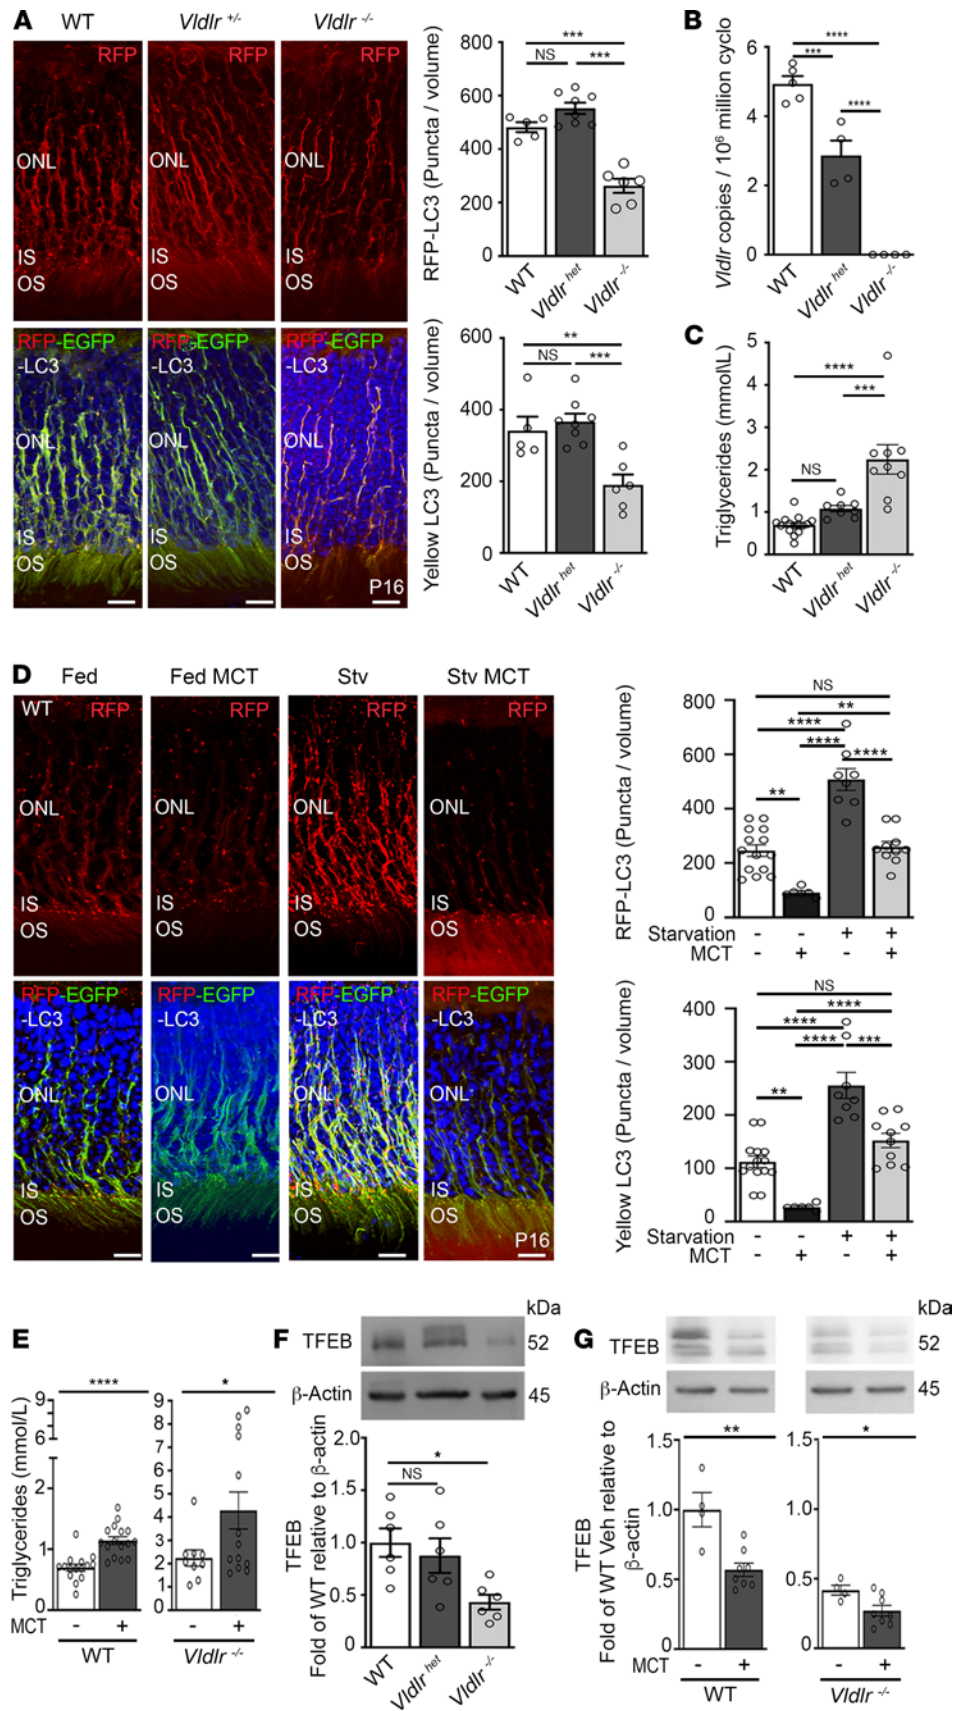 A
WT
Vldlr +/-
Vldlr -/-
RFP
RFP
RFP
ONL
ONL
ONL
IS
OS
IS
OS
IS
OS
RFP-EGFP
-LC3
RFP-EGFP
-LC3
RFP-EGFP
-LC3
ONL
ONL
ONL
IS
OS
IS
OS
IS
OS
P16
RFP-LC3 (Puncta / volume)
800
600
400
200
0
***
NS
***
WT
Vldlr het
Vldlr -/-
Yellow LC3 (Puncta / volume)
600
400
200
0
**
NS
***
WT
Vldlr het
Vldlr -/-
B
Vldlr copies / 10⁶ million cyclo
6
4
2
0
****
***
****
WT
Vldlr het
Vldlr -/-
C
Triglycerides (mmol\L)
5
4
3
2
1
0
****
***
NS
WT
Vldlr het
Vldlr -/-
D
Fed
Fed MCT
Stv
Stv MCT
WT
RFP
RFP
RFP
RFP
ONL
ONL
ONL
ONL
IS
OS
IS
OS
IS
OS
IS
OS
RFP-EGFP
-LC3
RFP-EGFP
-LC3
RFP-EGFP
-LC3
RFP-EGFP
-LC3
ONL
ONL
ONL
ONL
IS
OS
IS
OS
IS
OS
IS
OS
P16
RFP-LC3 (Puncta / volume)
800
600
400
200
0
NS
**
****
****
****
**
Starvation - - + +
MCT - + - +
Yellow LC3 (Puncta / volume)
400
300
200
100
0
NS
****
****
****
***
**
Starvation - - + +
MCT - + - +
E
Triglycerides (mmol/L)
9
6
2
1
0
****
9
8
7
6
5
4
3
2
1
0
*
MCT - + - +
WT
Vldlr -/-
F
kDa
TFEB
52
β-Actin
45
TFEB
Fold of WT relative to β-actin
2.0
1.5
1.0
0.5
0
*
NS
WT
Vldlr het
Vldlr -/-
G
kDa
TFEB
52
β-Actin
45
TFEB
Fold of WT Veh relative to
β-actin
1.5
1.0
0.5
0
**
1.5
1.0
0.5
0
*
MCT - + - +
WT
Vldlr -/-